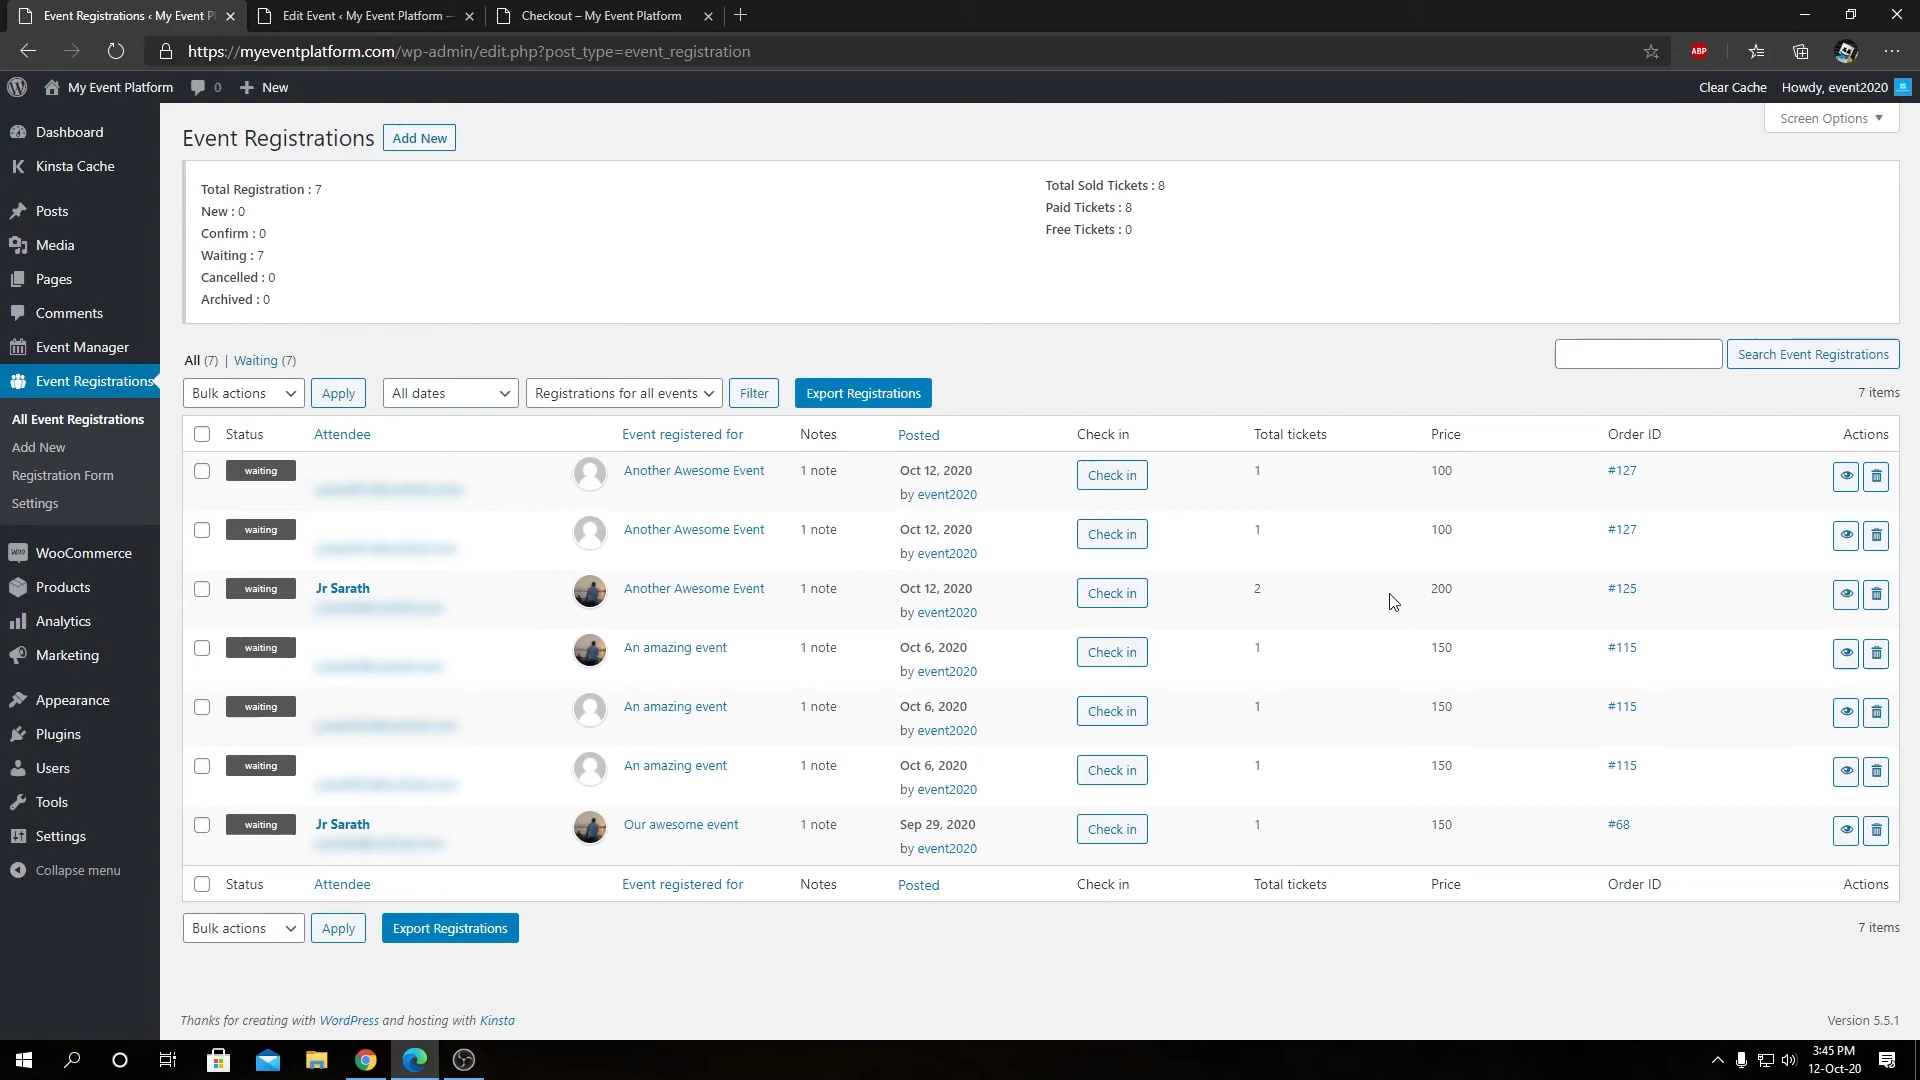 Event Registrations ‹ My Event P
Edit Event ‹ My Event Platform —
Checkout – My Event Platform
https://myeventplatform.com/wp-admin/edit.php?post_type=event_registration
ABP
My Event Platform
0
New
Clear Cache
Howdy, event2020
Screen Options
Dashboard
Kinsta Cache
Posts
Media
Pages
Comments
Event Manager
Event Registrations
All Event Registrations
Add New
Registration Form
Settings
WooCommerce
Products
Analytics
Marketing
Appearance
Plugins
Users
Tools
Settings
Collapse menu
Event Registrations
Add New
Total Registration : 7
New : 0
Confirm : 0
Waiting : 7
Cancelled : 0
Archived : 0
Total Sold Tickets : 8
Paid Tickets : 8
Free Tickets : 0
All (7) | Waiting (7)
Search Event Registrations
Bulk actions
Apply
All dates
Registrations for all events
Filter
Export Registrations
7 items
Status Attendee Event registered for Notes Posted Check in Total tickets Price Order ID Actions
waiting Another Awesome Event 1 note Oct 12, 2020 Check in 1 100 #127
by event2020
waiting Another Awesome Event 1 note Oct 12, 2020 Check in 1 100 #127
by event2020
waiting Jr Sarath Another Awesome Event 1 note Oct 12, 2020 Check in 2 200 #125
by event2020
waiting An amazing event 1 note Oct 6, 2020 Check in 1 150 #115
by event2020
waiting An amazing event 1 note Oct 6, 2020 Check in 1 150 #115
by event2020
waiting An amazing event 1 note Oct 6, 2020 Check in 1 150 #115
by event2020
waiting Jr Sarath Our awesome event 1 note Sep 29, 2020 Check in 1 150 #68
by event2020
Status Attendee Event registered for Notes Posted Check in Total tickets Price Order ID Actions
Bulk actions
Apply
Export Registrations
7 items
Thanks for creating with WordPress and hosting with Kinsta
Version 5.5.1
3:45 PM
12-Oct-20